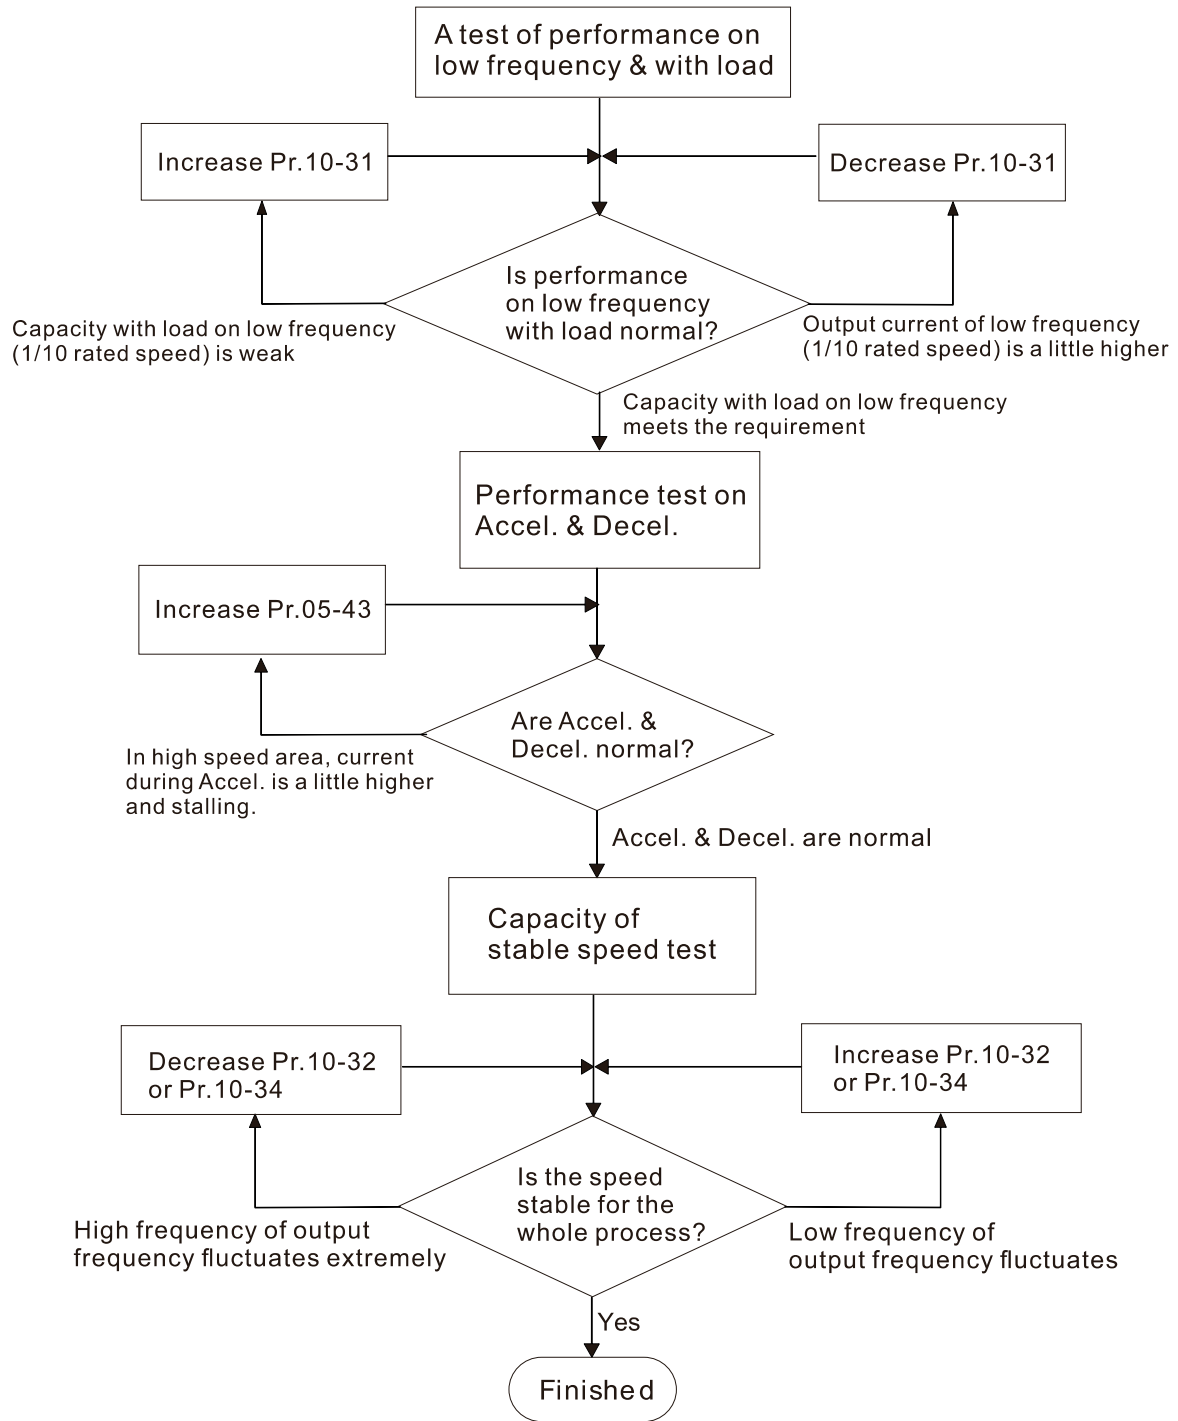 A test of performance on
low frequency & with load
Increase Pr.10-31
Decrease Pr.10-31
Is performance
on low frequency
with load normal?
Capacity with load on low frequency
(1/10 rated speed) is weak
Output current of low frequency
(1/10 rated speed) is a little higher
Capacity with load on low frequency
meets the requirement
Performance test on
Accel. & Decel.
Increase Pr.05-43
Are Accel. &
Decel. normal?
In high speed area, current
during Accel. is a little higher
and stalling.
Accel. & Decel. are normal
Capacity of
stable speed test
Decrease Pr.10-32
or Pr.10-34
Increase Pr.10-32
or Pr.10-34
Is the speed
stable for the
whole process?
High frequency of output
frequency fluctuates extremely
Low frequency of
output frequency fluctuates
Yes
Finished